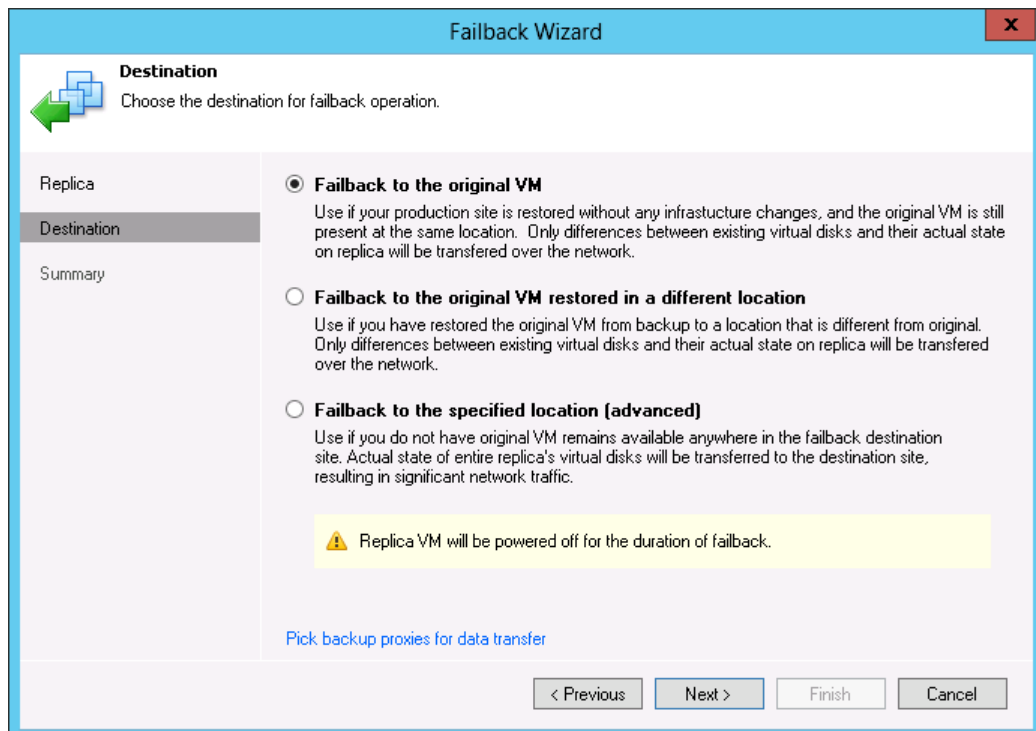 Failback Wizard
x
Destination
Choose the destination for failback operation.
Replica
Destination
Summary
Failback to the original VM
Use if your production site is restored without any infrastucture changes, and the original VM is still
present at the same location.  Only differences between existing virtual disks and their actual state
on replica will be transfered over the network.
Failback to the original VM restored in a different location
Use if you have restored the original VM from backup to a location that is different from original.
Only differences between existing virtual disks and their actual state on replica will be transfered
over the network.
Failback to the specified location (advanced)
Use if you do not have original VM remains available anywhere in the failback destination
site. Actual state of entire replica's virtual disks will be transferred to the destination site,
resulting in significant network traffic.
Replica VM will be powered off for the duration of failback.
Pick backup proxies for data transfer
< Previous
Next >
Finish
Cancel